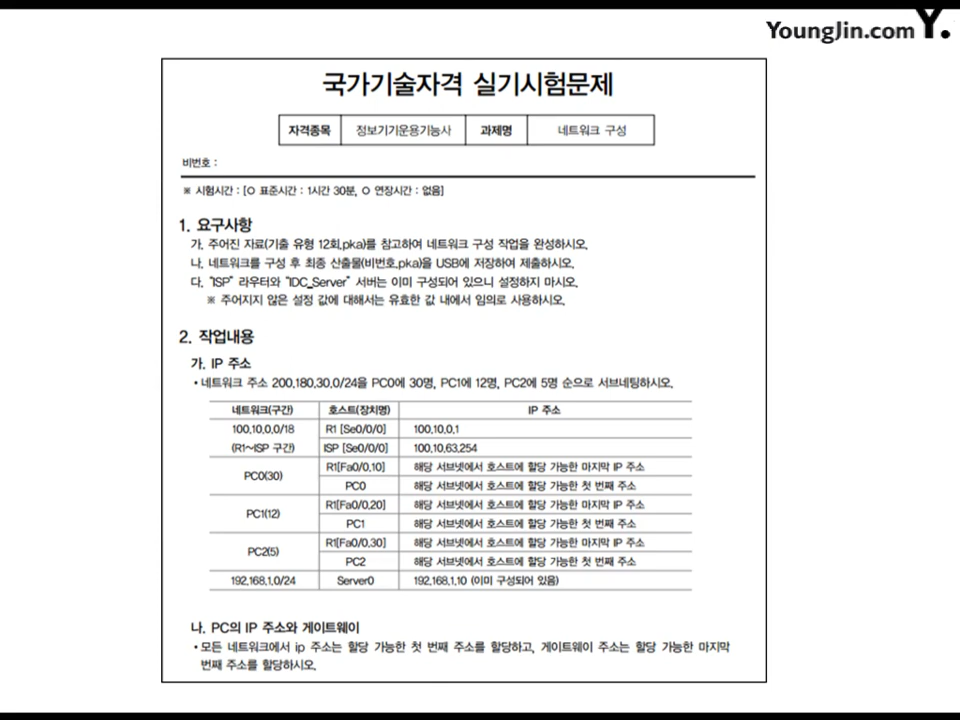 YoungJin.com Y.
국가기술자격 실기시험문제
자격종목 정보기기운용기능사 과제명 네트워크 구성
비번호 :
※ 시험시간 : [○ 표준시간 : 1시간 30분, ○ 연장시간 : 없음]
1. 요구사항
가. 주어진 자료(기출 유형 12회.pka)를 참고하여 네트워크 구성 작업을 완성하시오.
나. 네트워크를 구성 후 최종 산출물(비번호.pka)을 USB에 저장하여 제출하시오.
다. "ISP" 라우터와 "IDC_Server" 서버는 이미 구성되어 있으니 설정하지 마시오.
※ 주어지지 않은 설정 값에 대해서는 유효한 값 내에서 임의로 사용하시오.
2. 작업내용
가. IP 주소
• 네트워크 주소 200.180.30.0/24을 PC0에 30명, PC1에 12명, PC2에 5명 순으로 서브네팅하시오.
네트워크(구간) 호스트(장치명) IP 주소
100.10.0.0/18 R1 [Se0/0/0] 100.10.0.1
(R1~ISP 구간) ISP [Se0/0/0] 100.10.63.254
PC0(30) R1[Fa0/0.10] 해당 서브넷에서 호스트에 할당 가능한 마지막 IP 주소
PC0 해당 서브넷에서 호스트에 할당 가능한 첫 번째 주소
PC1(12) R1[Fa0/0.20] 해당 서브넷에서 호스트에 할당 가능한 마지막 IP 주소
PC1 해당 서브넷에서 호스트에 할당 가능한 첫 번째 주소
PC2(5) R1[Fa0/0.30] 해당 서브넷에서 호스트에 할당 가능한 마지막 IP 주소
PC2 해당 서브넷에서 호스트에 할당 가능한 첫 번째 주소
192.168.1.0/24 Server0 192.168.1.10 (이미 구성되어 있음)
나. PC의 IP 주소와 게이트웨이
• 모든 네트워크에서 ip 주소는 할당 가능한 첫 번째 주소를 할당하고, 게이트웨이 주소는 할당 가능한 마지막
번째 주소를 할당하시오.